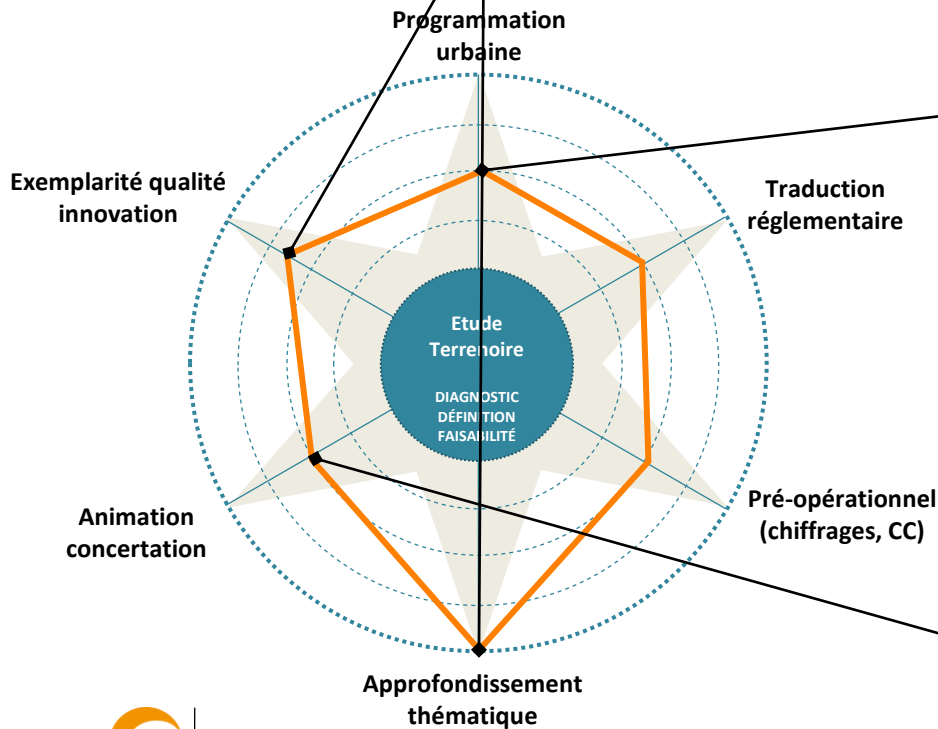 Programmation
urbaine
Exemplarité qualité
innovation
Traduction
réglementaire
Etude
Terrenoire
DIAGNOSTIC
DÉFINITION
FAISABILITÉ
Animation
concertation
Pré-opérationnel
(chiffrages, CC)
Approfondissement
thématique